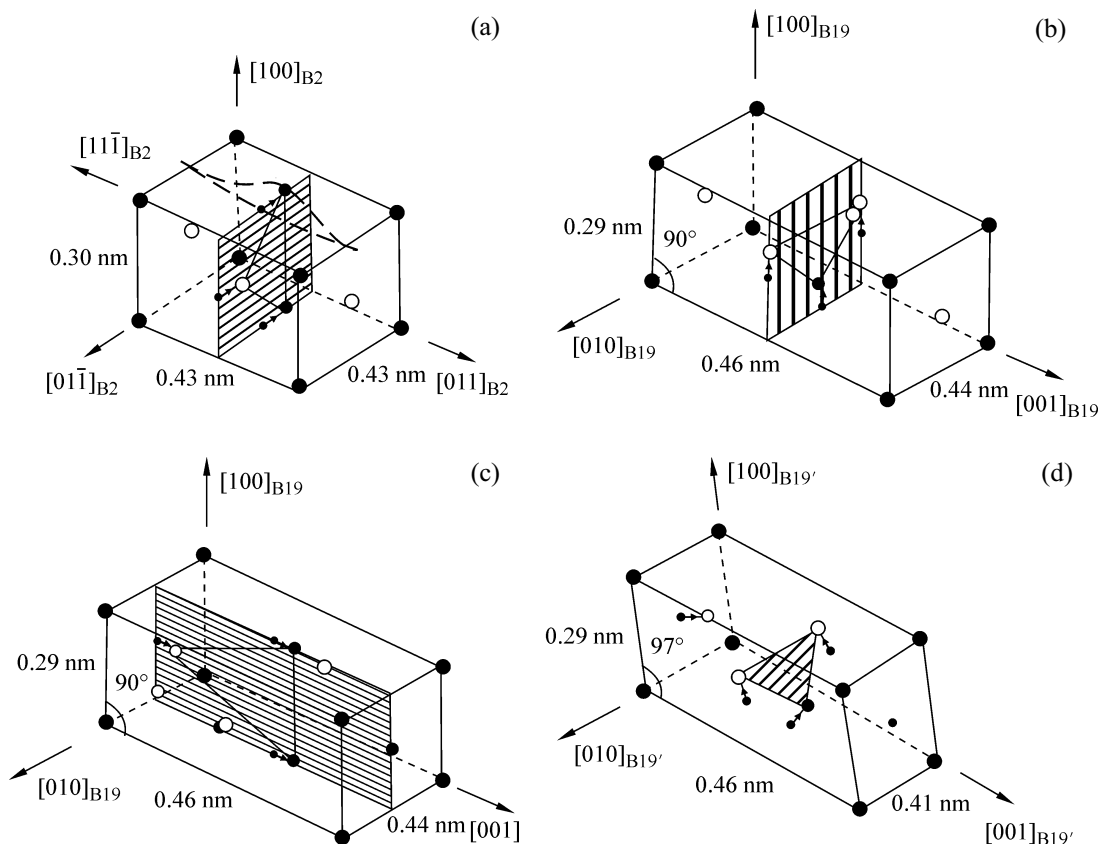 (a)
[100]B2
[111̄]B2
0.30 nm
[011̄]B2
0.43 nm
0.43 nm
[011]B2
(b)
[100]B19
0.29 nm
90°
[010]B19
0.46 nm
0.44 nm
[001]B19
(c)
[100]B19
0.29 nm
90°
[010]B19
0.46 nm
0.44 nm
[001]
(d)
[100]B19′
0.29 nm
97°
[010]B19′
0.46 nm
0.41 nm
[001]B19′